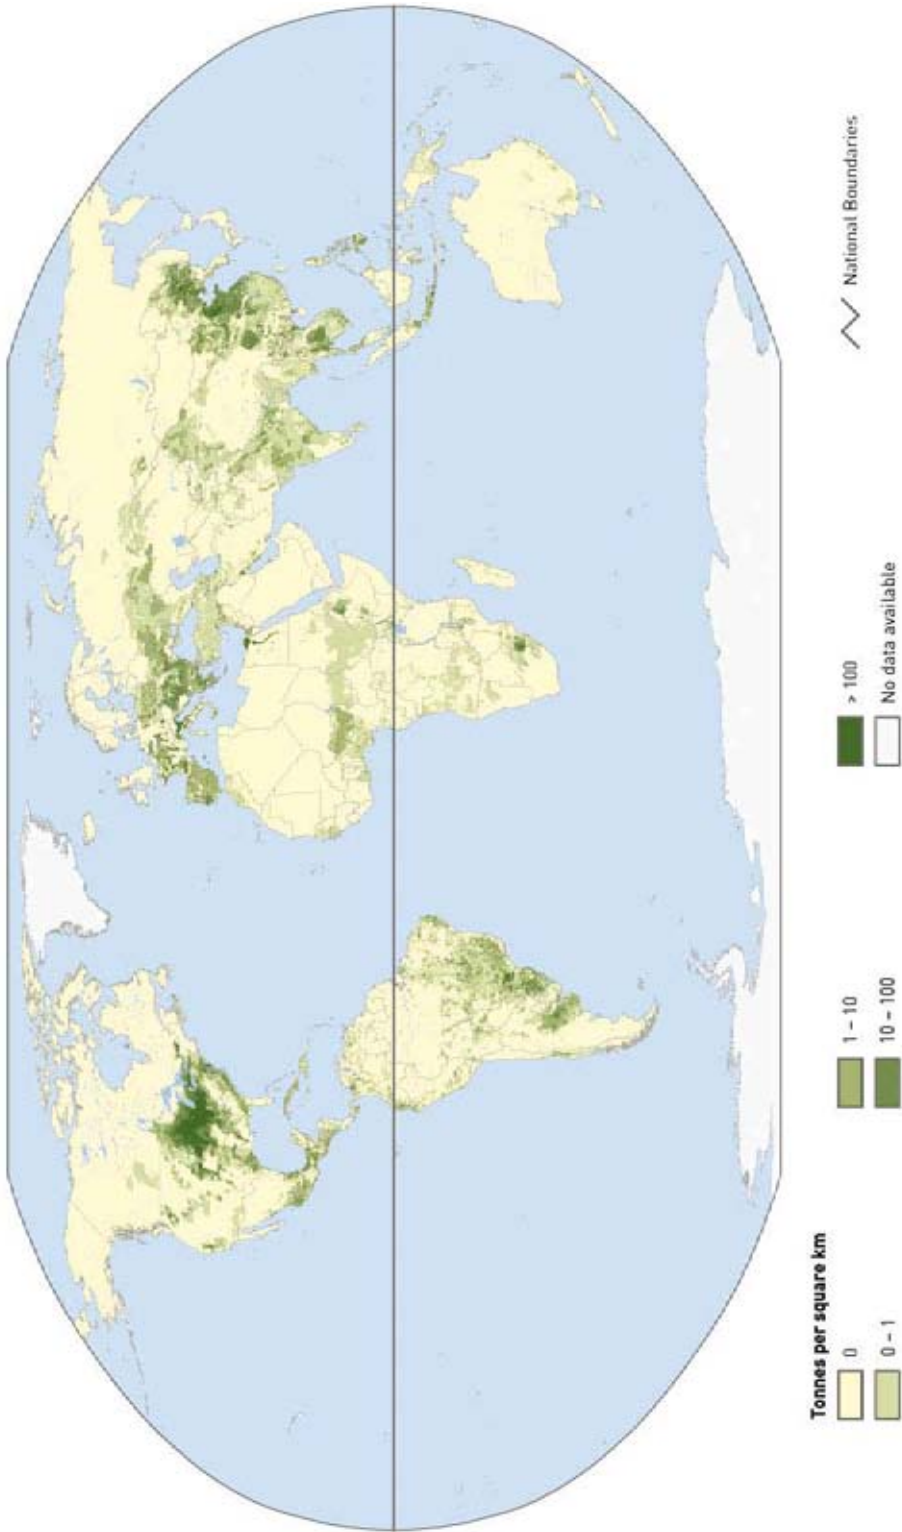 Tonnes per square km
0
0 – 1
1 – 10
10 – 100
> 100
No data available
National Boundaries